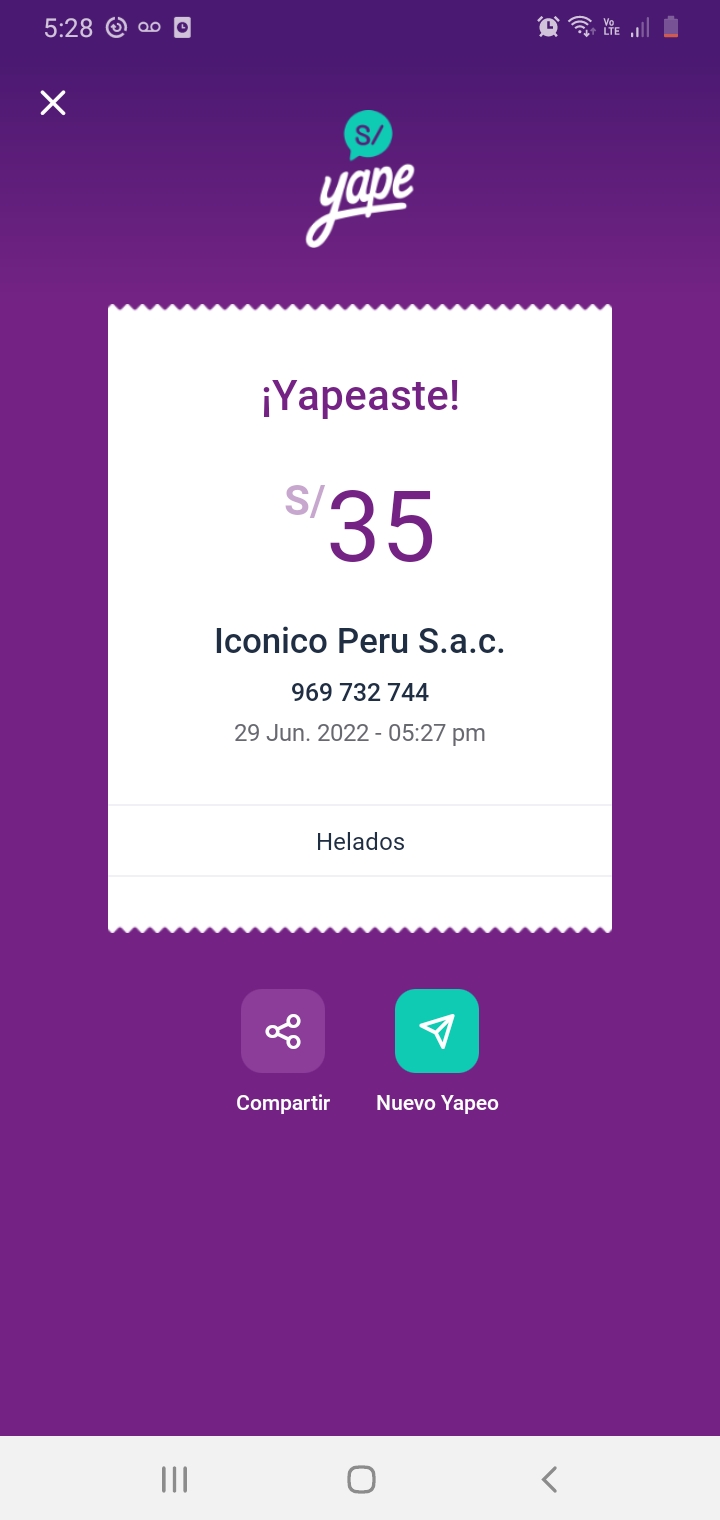 5:28
Vo
LTE
S/
yape
¡Yapeaste!
S/35
Iconico Peru S.a.c.
969 732 744
29 Jun. 2022 - 05:27 pm
Helados
Compartir
Nuevo Yapeo